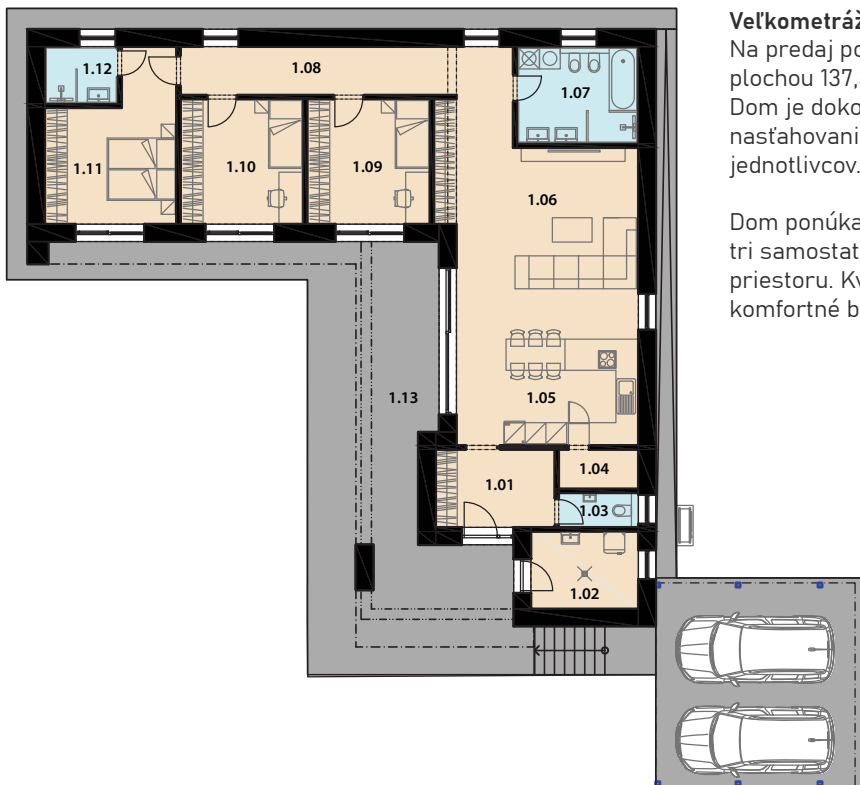 Veľkometráž
Na predaj po
plochou 137,
Dom je doko
nasťahovani
jednotlivcov.
Dom ponúka
tri samostat
priestoru. Kv
komfortné b
1.12
1.08
1.07
1.11
1.10
1.09
1.06
1.13
1.05
1.04
1.01
1.03
1.02